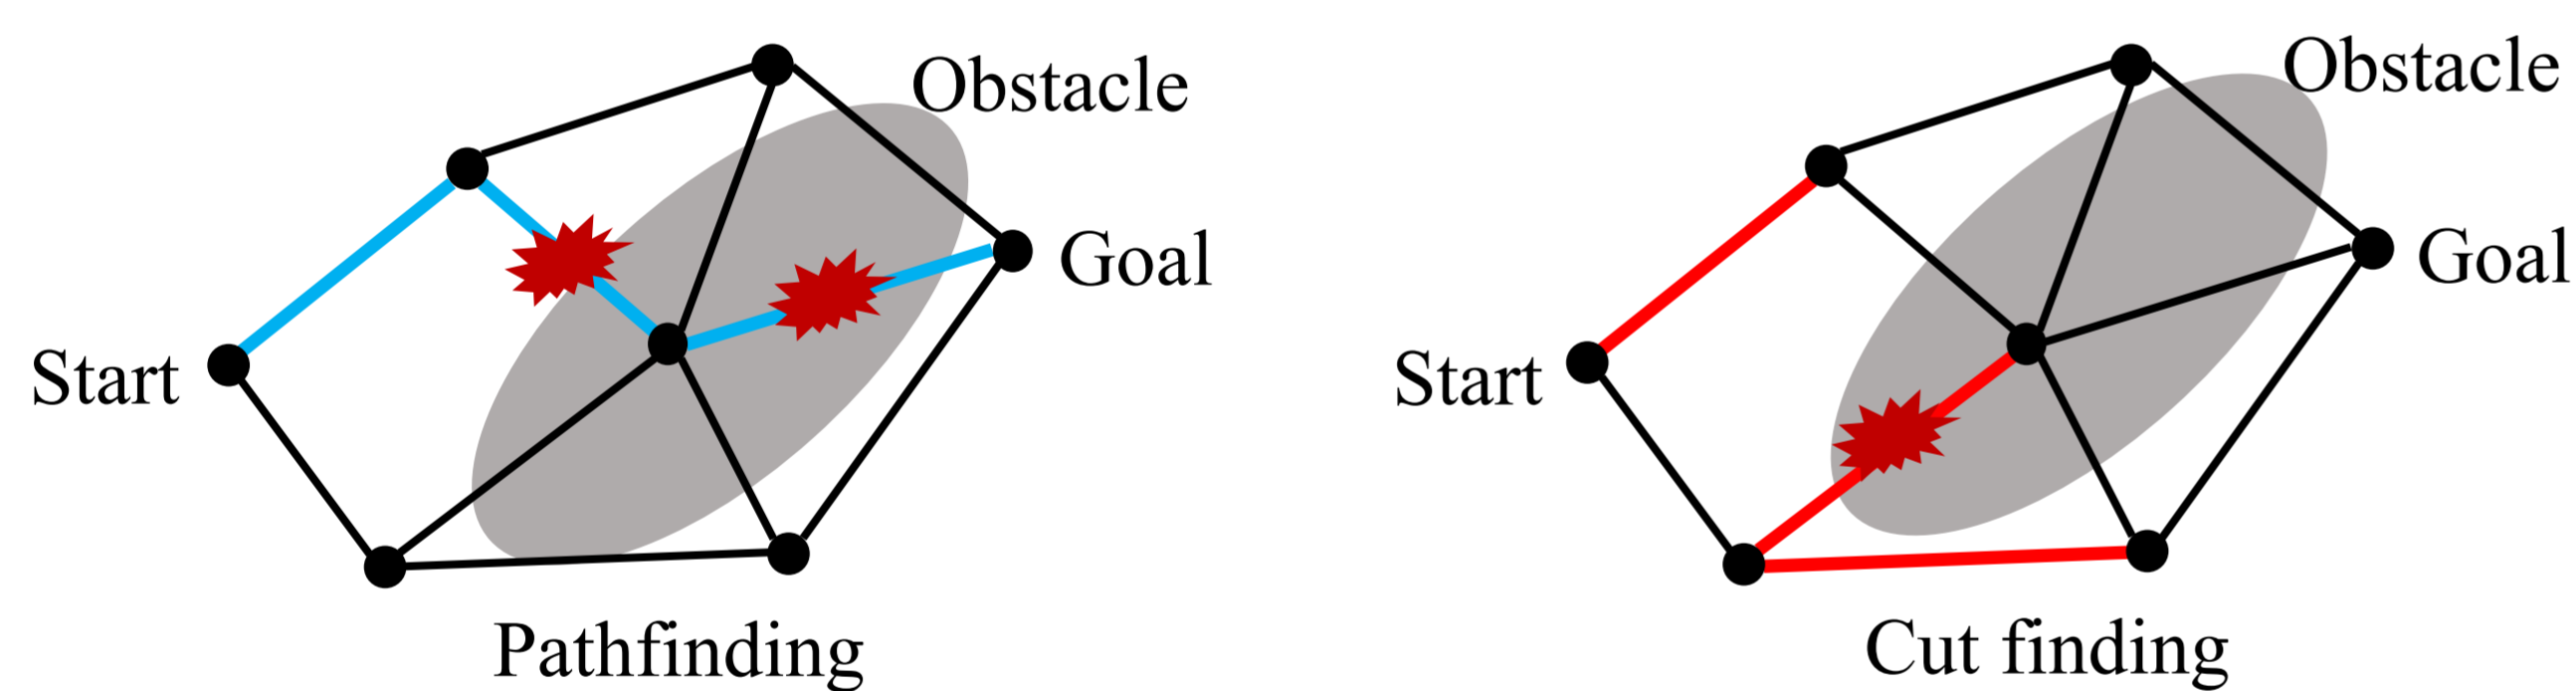 Obstacle
Goal
Start
Pathfinding
Obstacle
Goal
Start
Cut finding